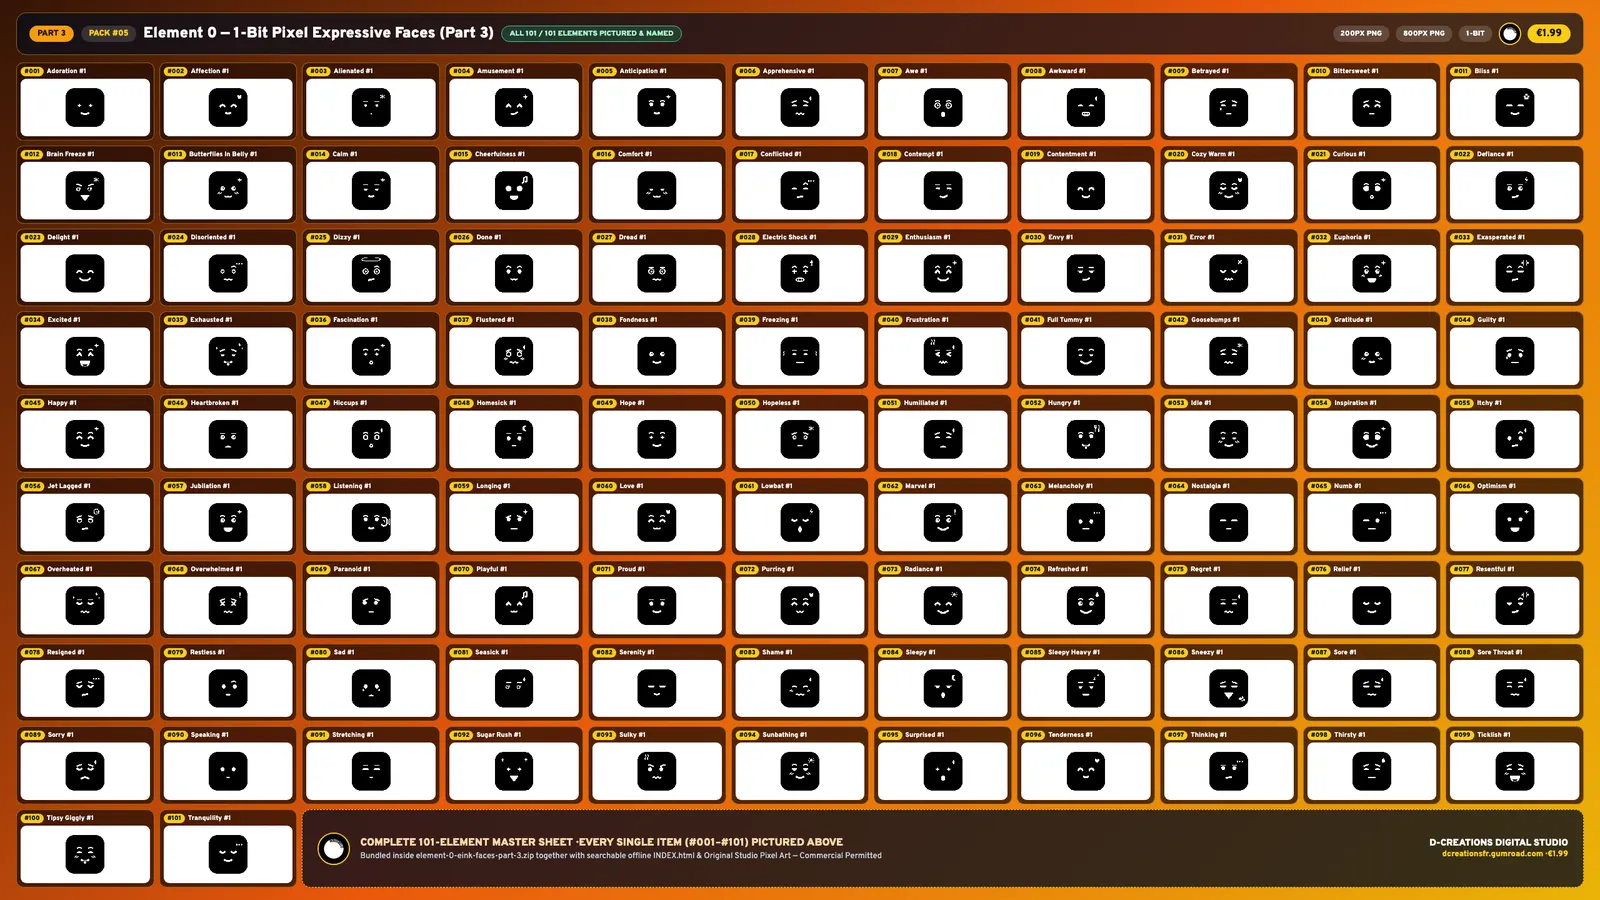 PART 3 PACK #05 Element 0 – 1-Bit Pixel Expressive Faces (Part 3) ALL 101 / 101 ELEMENTS PICTURED & NAMED 200PX PNG 800PX PNG 1-BIT €1.99
#001 Adoration #1 #002 Affection #1 #003 Alienated #1 #004 Amusement #1 #005 Anticipation #1 #006 Apprehensive #1 #007 Awe #1 #008 Awkward #1 #009 Betrayed #1 #010 Bittersweet #1 #011 Bliss #1
#012 Brain Freeze #1 #013 Butterflies In Belly #1 #014 Calm #1 #015 Cheerfulness #1 #016 Comfort #1 #017 Conflicted #1 #018 Contempt #1 #019 Contentment #1 #020 Cozy Warm #1 #021 Curious #1 #022 Defiance #1
#023 Delight #1 #024 Disoriented #1 #025 Dizzy #1 #026 Done #1 #027 Dread #1 #028 Electric Shock #1 #029 Enthusiasm #1 #030 Envy #1 #031 Error #1 #032 Euphoria #1 #033 Exasperated #1
#034 Excited #1 #035 Exhausted #1 #036 Fascination #1 #037 Flustered #1 #038 Fondness #1 #039 Freezing #1 #040 Frustration #1 #041 Full Tummy #1 #042 Goosebumps #1 #043 Gratitude #1 #044 Guilty #1
#045 Happy #1 #046 Heartbroken #1 #047 Hiccups #1 #048 Homesick #1 #049 Hope #1 #050 Hopeless #1 #051 Humiliated #1 #052 Hungry #1 #053 Idle #1 #054 Inspiration #1 #055 Itchy #1
#056 Jet Lagged #1 #057 Jubilation #1 #058 Listening #1 #059 Longing #1 #060 Love #1 #061 Lowbat #1 #062 Marvel #1 #063 Melancholy #1 #064 Nostalgia #1 #065 Numb #1 #066 Optimism #1
#067 Overheated #1 #068 Overwhelmed #1 #069 Paranoid #1 #070 Playful #1 #071 Proud #1 #072 Purring #1 #073 Radiance #1 #074 Refreshed #1 #075 Regret #1 #076 Relief #1 #077 Resentful #1
#078 Resigned #1 #079 Restless #1 #080 Sad #1 #081 Seasick #1 #082 Serenity #1 #083 Shame #1 #084 Sleepy #1 #085 Sleepy Heavy #1 #086 Sneezy #1 #087 Sore #1 #088 Sore Throat #1
#089 Sorry #1 #090 Speaking #1 #091 Stretching #1 #092 Sugar Rush #1 #093 Sulky #1 #094 Sunbathing #1 #095 Surprised #1 #096 Tenderness #1 #097 Thinking #1 #098 Thirsty #1 #099 Ticklish #1
#100 Tipsy Giggly #1 #101 Tranquility #1
COMPLETE 101-ELEMENT MASTER SHEET · EVERY SINGLE ITEM (#001–#101) PICTURED ABOVE
Bundled inside element-0-eink-faces-part-3.zip together with searchable offline INDEX.html & Original Studio Pixel Art — Commercial Permitted
D-CREATIONS DIGITAL STUDIO
dcreationsfr.gumroad.com · €1.99